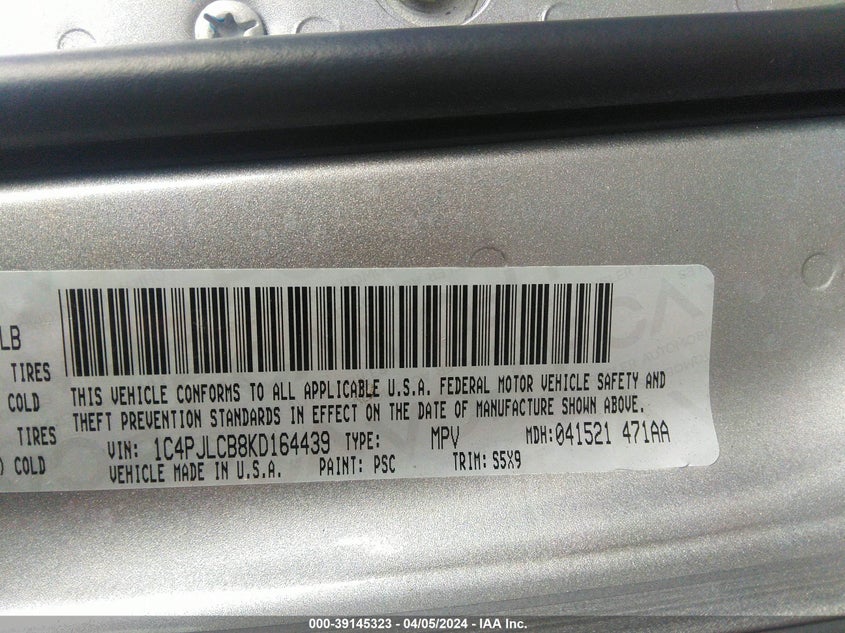 LB
TIRES
COLD
TIRES
) COLD
THIS VEHICLE CONFORMS TO ALL APPLICABLE U.S.A. FEDERAL MOTOR VEHICLE SAFETY AND
THEFT PREVENTION STANDARDS IN EFFECT ON THE DATE OF MANUFACTURE SHOWN ABOVE.
VIN: 1C4PJLCB8KD164439 TYPE: MPV MDH:041521 471AA
VEHICLE MADE IN U.S.A. PAINT: PSC TRIM: S5X9
000-39145323 - 04/05/2024 - IAA Inc.